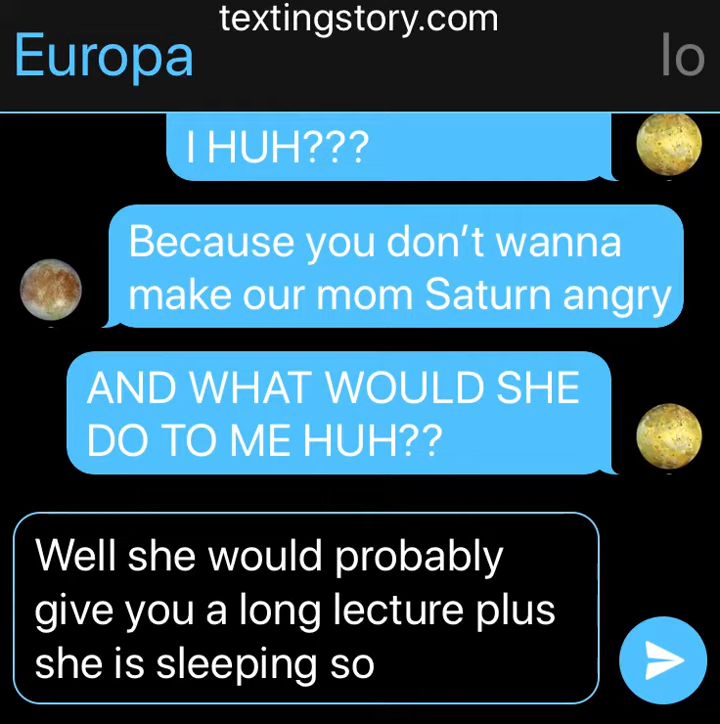 textingstory.com
Europa
Io
I HUH???
Because you don't wanna
make our mom Saturn angry
AND WHAT WOULD SHE
DO TO ME HUH??
Well she would probably
give you a long lecture plus
she is sleeping so